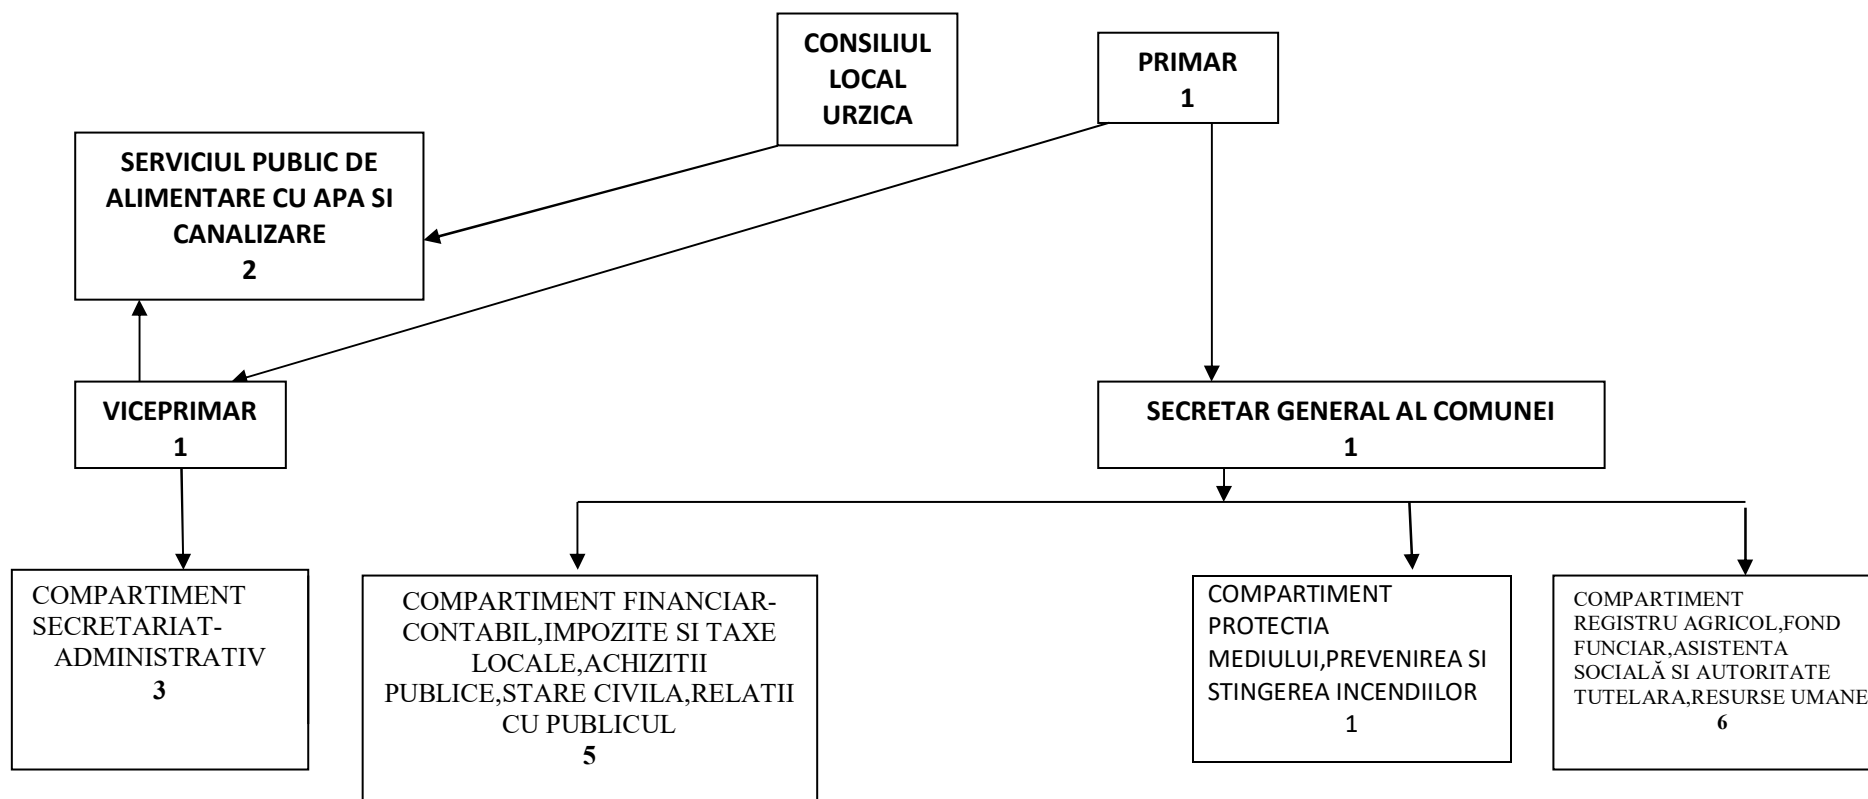 CONSILIUL
LOCAL
URZICA
PRIMAR
1
SERVICIUL PUBLIC DE
ALIMENTARE CU APA SI
CANALIZARE
2
VICEPRIMAR
1
SECRETAR GENERAL AL COMUNEI
1
COMPARTIMENT
SECRETARIAT-
ADMINISTRATIV
3
COMPARTIMENT FINANCIAR-
CONTABIL,IMPOZITE SI TAXE
LOCALE,ACHIZITII
PUBLICE,STARE CIVILA,RELATII
CU PUBLICUL
5
COMPARTIMENT
PROTECTIA
MEDIULUI,PREVENIREA SI
STINGEREA INCENDIILOR
1
COMPARTIMENT
REGISTRU AGRICOL,FOND
FUNCIAR,ASISTENTA
SOCIALĂ SI AUTORITATE
TUTELARA,RESURSE UMANE
6